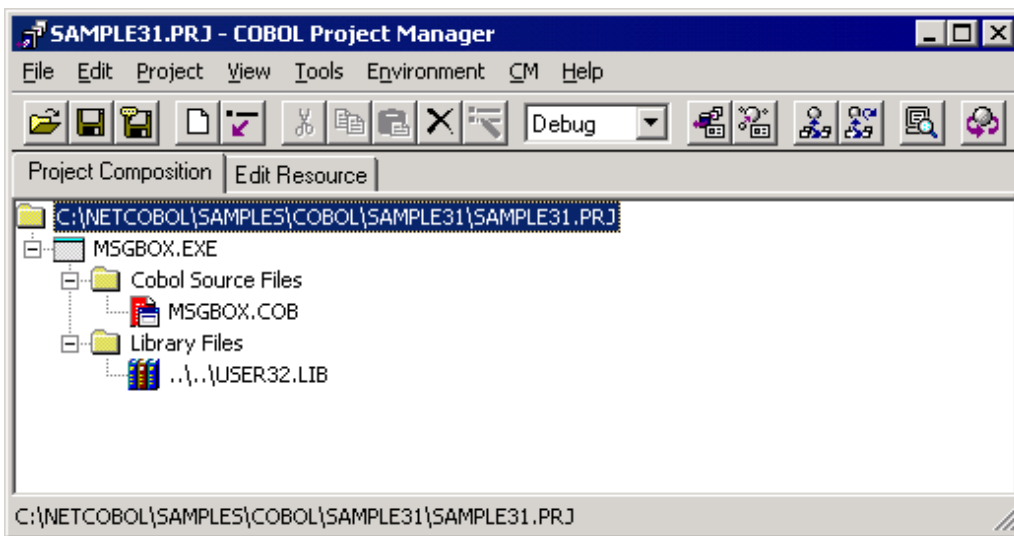 SAMPLE31.PRJ - COBOL Project Manager
File Edit Project View Tools Environment CM Help
Debug
Project Composition Edit Resource
C:\NETCOBOL\SAMPLES\COBOL\SAMPLE31\SAMPLE31.PRJ
MSGBOX.EXE
Cobol Source Files
MSGBOX.COB
Library Files
..\..\USER32.LIB
C:\NETCOBOL\SAMPLES\COBOL\SAMPLE31\SAMPLE31.PRJ